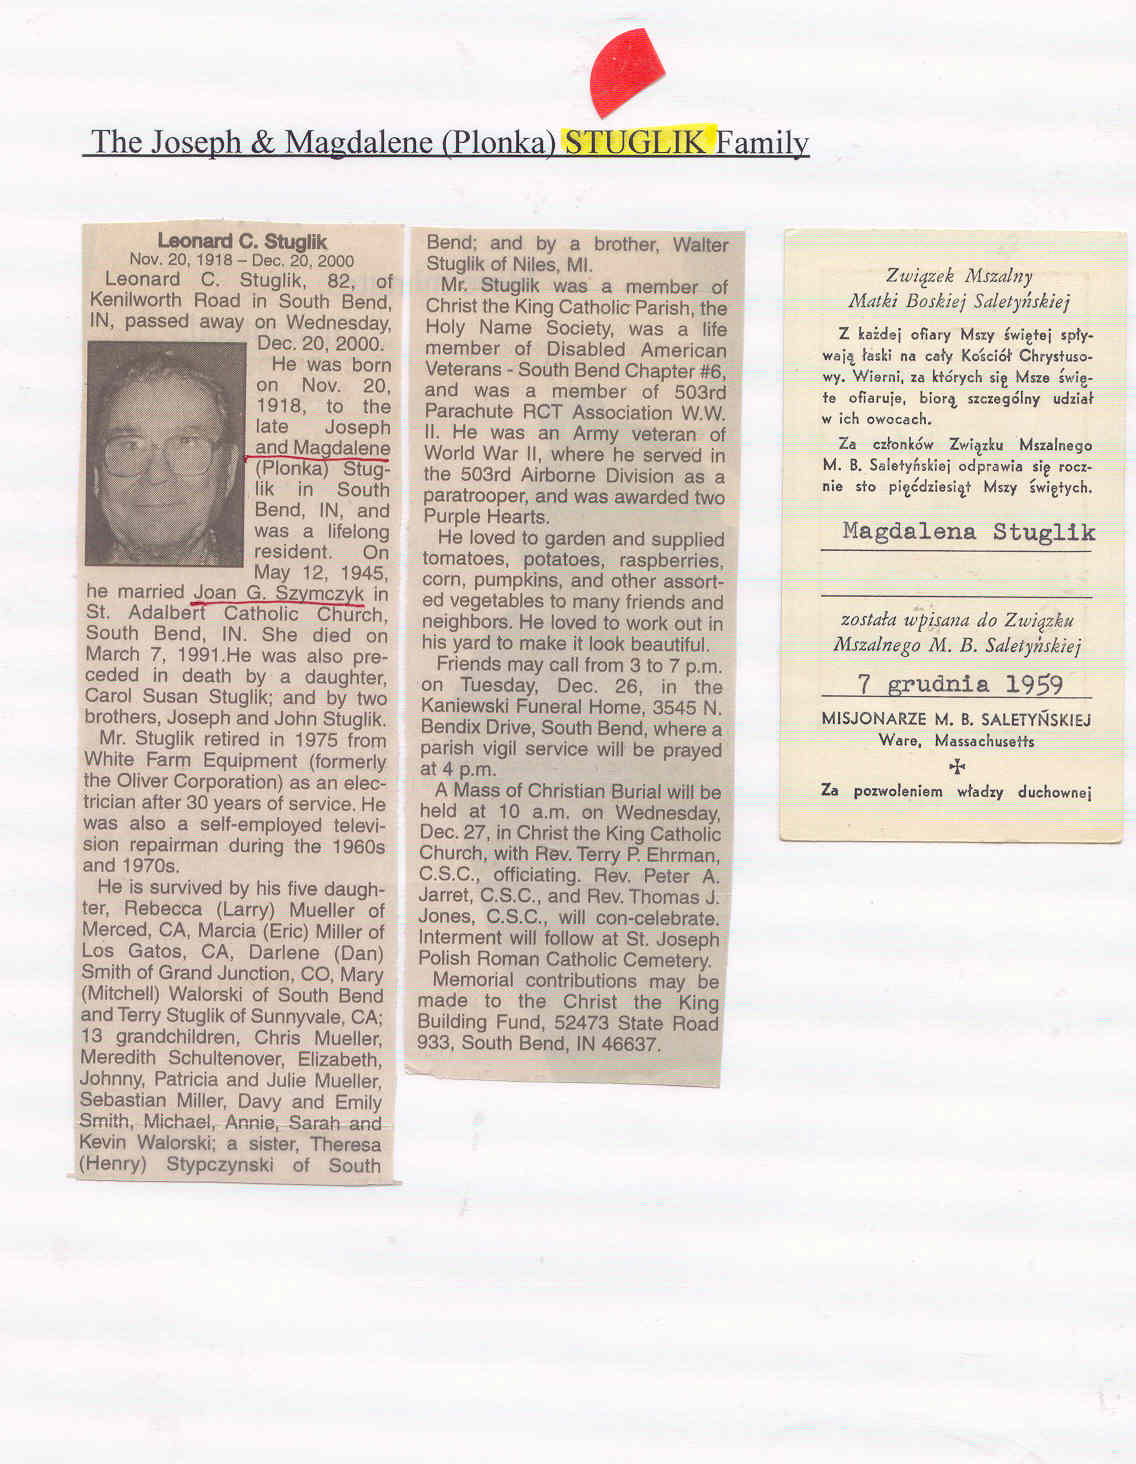 The Joseph & Magdalene (Plonka) STUGLIK Family
Leonard C. Stuglik
Nov. 20, 1918 – Dec. 20, 2000
Leonard C. Stuglik, 82, of
Kenilworth Road in South Bend,
IN, passed away on Wednesday,
Dec. 20, 2000.
He was born
on Nov. 20,
1918, to the
late Joseph
and Magdalene
(Plonka) Stug-
lik in South
Bend, IN, and
was a lifelong
resident. On
May 12, 1945,
he married Joan G. Szymczyk in
St. Adalbert Catholic Church,
South Bend, IN. She died on
March 7, 1991.He was also pre-
ceded in death by a daughter,
Carol Susan Stuglik; and by two
brothers, Joseph and John Stuglik.
Mr. Stuglik retired in 1975 from
White Farm Equipment (formerly
the Oliver Corporation) as an elec-
trician after 30 years of service. He
was also a self-employed televi-
sion repairman during the 1960s
and 1970s.
He is survived by his five daugh-
ter, Rebecca (Larry) Mueller of
Merced, CA, Marcia (Eric) Miller of
Los Gatos, CA, Darlene (Dan)
Smith of Grand Junction, CO, Mary
(Mitchell) Walorski of South Bend
and Terry Stuglik of Sunnyvale, CA;
13 grandchildren, Chris Mueller,
Meredith Schultenover, Elizabeth,
Johnny, Patricia and Julie Mueller,
Sebastian Miller, Davy and Emily
Smith, Michael, Annie, Sarah and
Kevin Walorski; a sister, Theresa
(Henry) Stypczynski of South
Bend; and by a brother, Walter
Stuglik of Niles, MI.
Mr. Stuglik was a member of
Christ the King Catholic Parish, the
Holy Name Society, was a life
member of Disabled American
Veterans - South Bend Chapter #6,
and was a member of 503rd
Parachute RCT Association W.W.
II. He was an Army veteran of
World War II, where he served in
the 503rd Airborne Division as a
paratrooper, and was awarded two
Purple Hearts.
He loved to garden and supplied
tomatoes, potatoes, raspberries,
corn, pumpkins, and other assort-
ed vegetables to many friends and
neighbors. He loved to work out in
his yard to make it look beautiful.
Friends may call from 3 to 7 p.m.
on Tuesday, Dec. 26, in the
Kaniewski Funeral Home, 3545 N.
Bendix Drive, South Bend, where a
parish vigil service will be prayed
at 4 p.m.
A Mass of Christian Burial will be
held at 10 a.m. on Wednesday,
Dec. 27, in Christ the King Catholic
Church, with Rev. Terry P. Ehrman,
C.S.C., officiating. Rev. Peter A.
Jarret, C.S.C., and Rev. Thomas J.
Jones, C.S.C., will con-celebrate.
Interment will follow at St. Joseph
Polish Roman Catholic Cemetery.
Memorial contributions may be
made to the Christ the King
Building Fund, 52473 State Road
933, South Bend, IN 46637.
Związek Mszalny
Matki Boskiej Saletyńskiej
Z każdej ofiary Mszy świętej spły-
wają łaski na cały Kościół Chrystuso-
wy. Wierni, za których się Msze świę-
te ofiaruje, biorą szczególny udział
w ich owocach.
Za członków Związku Mszalnego
M. B. Saletyńskiej odprawia się rocz-
nie sto pięćdziesiąt Mszy świętych.
Magdalena Stuglik
została wpisana do Związku
Mszalnego M. B. Saletyńskiej
7 grudnia 1959
MISJONARZE M. B. SALETYŃSKIEJ
Ware, Massachusetts
Za pozwoleniem władzy duchownej